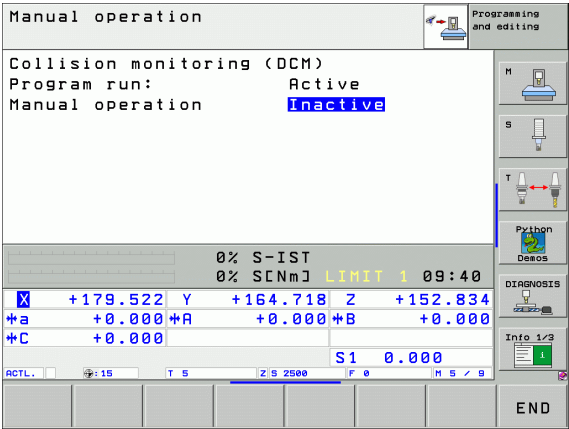 Manual operation
Programming
and editing
Collision monitoring (DCM)
Program run: Active
Manual operation Inactive
M
S
T
Python
Demos
DIAGNOSIS
Info 1/3
i
0% S-IST
0% S[Nm] LIMIT 1 09:40
X +179.522 Y +164.718 Z +152.834
a +0.000 A +0.000 B +0.000
C +0.000
S1 0.000
ACTL. :15 T 5 Z S 2500 F 0 M 5 / 9
END